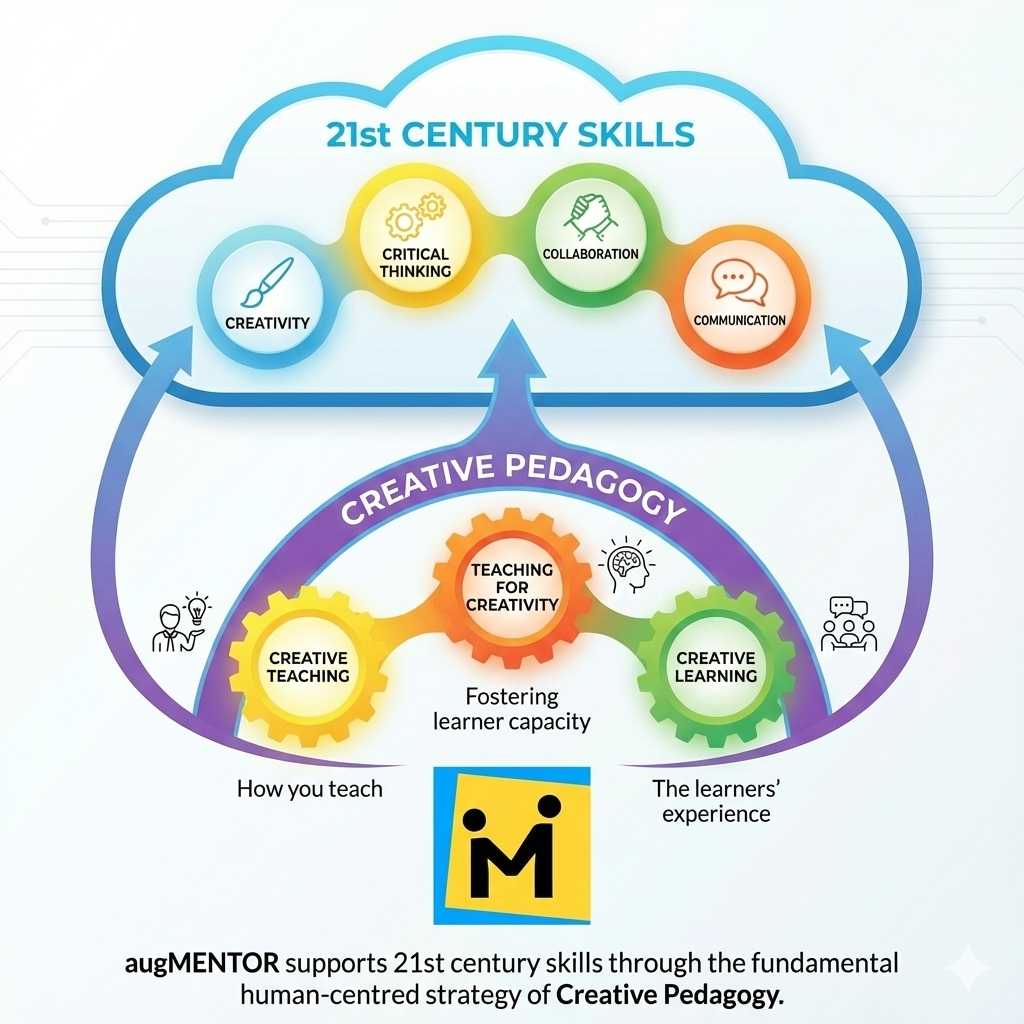 21st CENTURY SKILLS
CREATIVITY
CRITICAL
THINKING
COLLABORATION
COMMUNICATION
CREATIVE PEDAGOGY
CREATIVE
TEACHING
TEACHING
FOR
CREATIVITY
CREATIVE
LEARNING
Fostering
learner capacity
How you teach
The learners’
experience
M
augMENTOR supports 21st century skills through the fundamental
human-centred strategy of Creative Pedagogy.